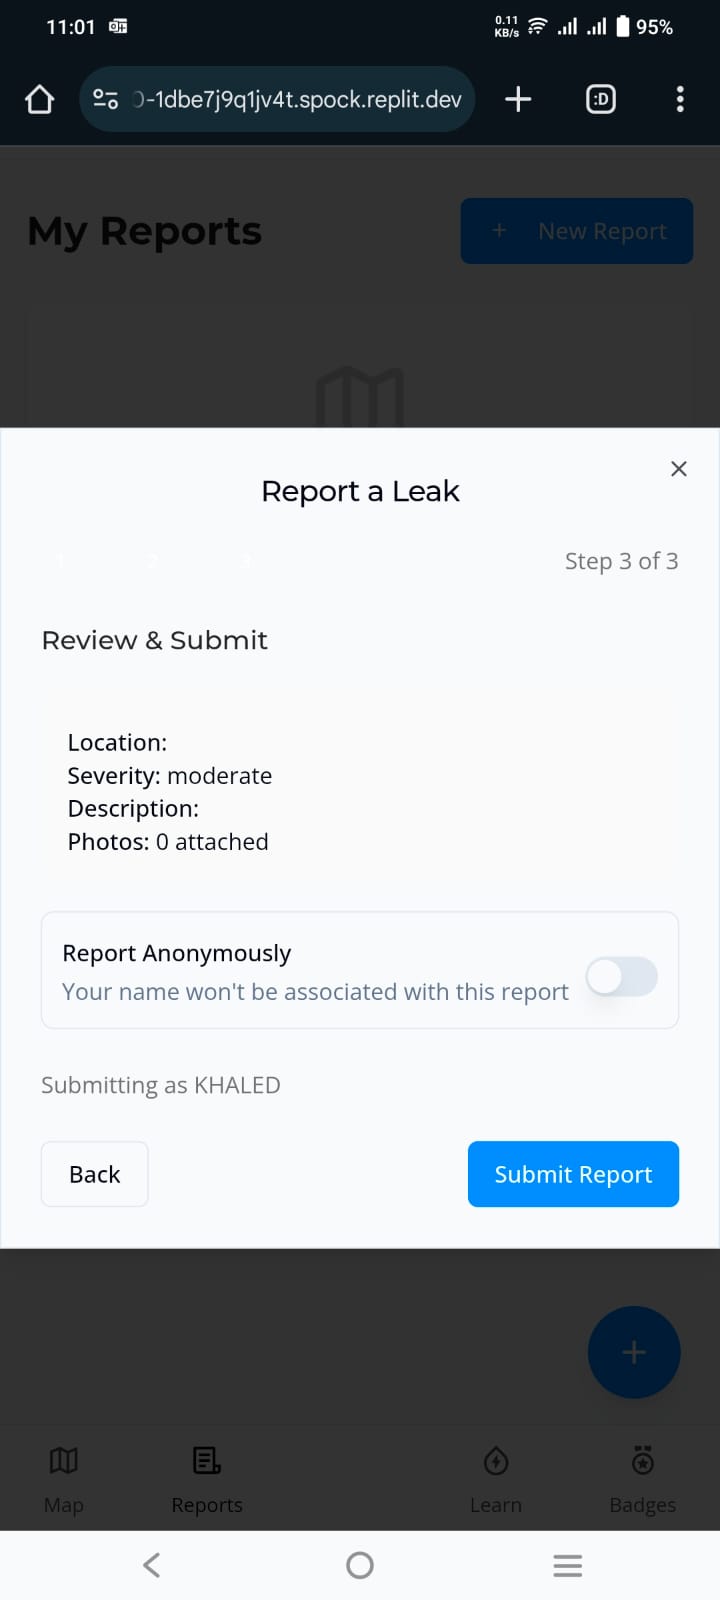 11:01
0.11
KB/s
95%
0-1dbe7j9q1jv4t.spock.replit.dev
:D
My Reports
+ New Report
Report a Leak
1 2 3 Step 3 of 3
Review & Submit
Location:
Severity: moderate
Description:
Photos: 0 attached
Report Anonymously
Your name won't be associated with this report
Submitting as KHALED
Back
Submit Report
Map Reports Learn Badges